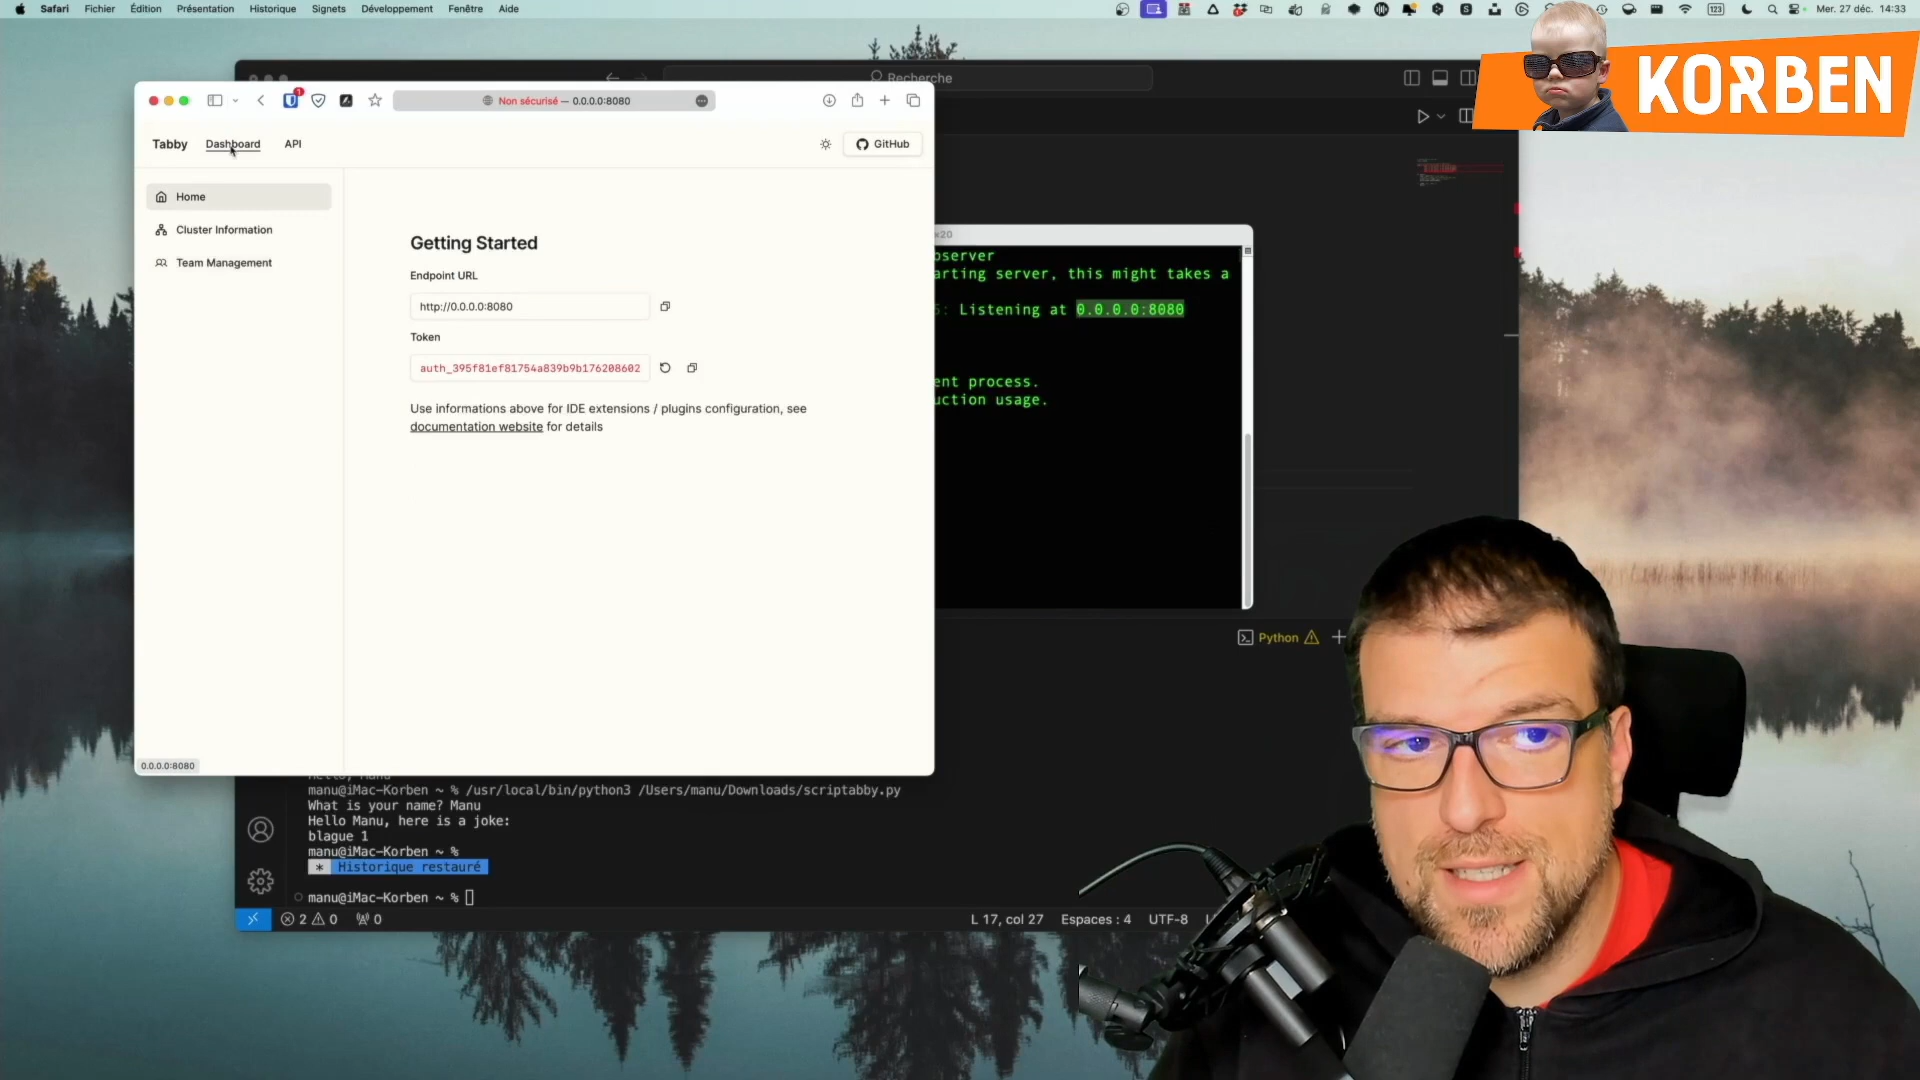 Safari Fichier Édition Présentation Historique Signets Développement Fenêtre Aide
123 Mer. 27 déc. 14:33
KORBEN
Recherche
1
Non sécurisé — 0.0.0.0:8080
Tabby Dashboard API
GitHub
Home
Cluster Information
Team Management
Getting Started
Endpoint URL
http://0.0.0.0:8080
Token
auth_395f81ef81754a839b9b176208602
Use informations above for IDE extensions / plugins configuration, see
documentation website for details
0.0.0.0:8080
arting server, this might takes a
Listening at 0.0.0.0:8080
ent process.
uction usage.
Python
Hello, Manu
manu@iMac-Korben ~ % /usr/local/bin/python3 /Users/manu/Downloads/scriptabby.py
What is your name? Manu
Hello Manu, here is a joke:
blague 1
manu@iMac-Korben ~ %
* Historique restauré
manu@iMac-Korben ~ %
2 0 0
L 17, col 27 Espaces : 4 UTF-8